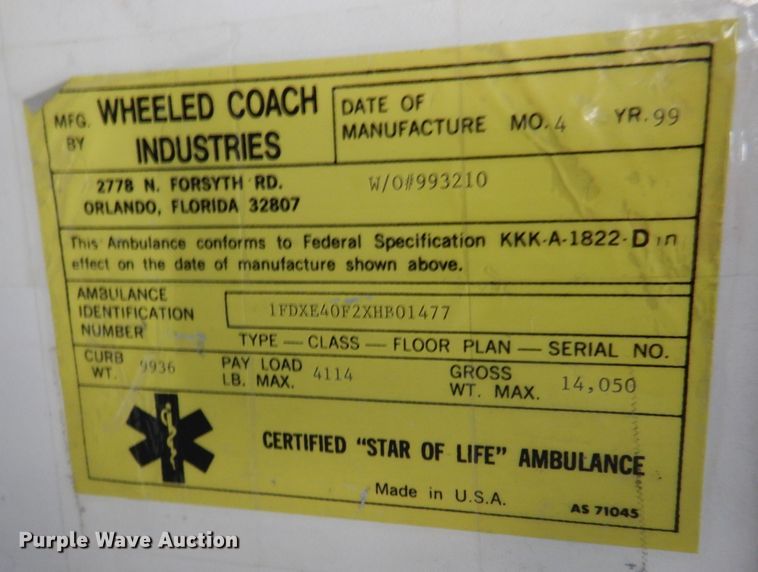 MFG. BY WHEELED COACH INDUSTRIES
DATE OF MANUFACTURE MO. 4 YR. 99
2778 N. FORSYTH RD.
ORLANDO, FLORIDA 32807
W/O#993210
This Ambulance conforms to Federal Specification KKK-A-1822-D in
effect on the date of manufacture shown above.
AMBULANCE
IDENTIFICATION
NUMBER
1FDXE40F2XHB01477
TYPE — CLASS — FLOOR PLAN — SERIAL NO.
CURB WT. 9936
PAY LOAD LB. MAX. 4114
GROSS WT. MAX. 14,050
CERTIFIED "STAR OF LIFE" AMBULANCE
Made in U.S.A.
AS 71045
Purple Wave Auction